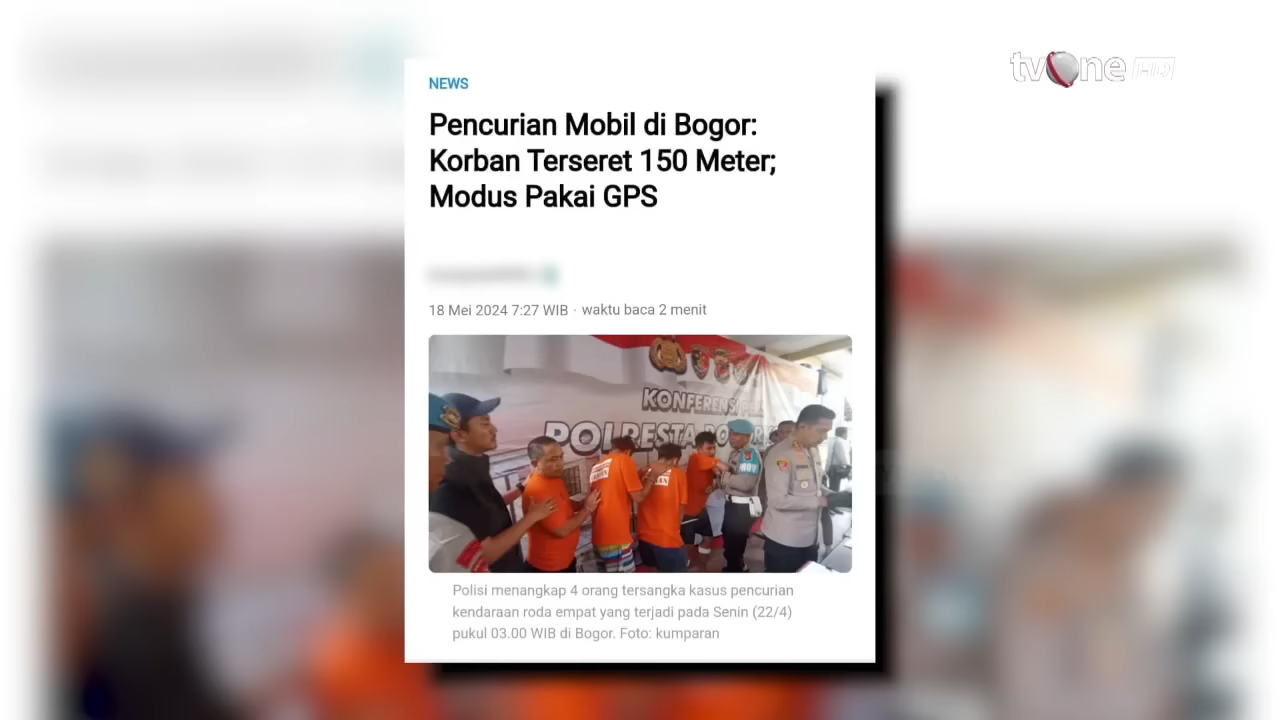 tvOne HD
NEWS
Pencurian Mobil di Bogor:
Korban Terseret 150 Meter;
Modus Pakai GPS
18 Mei 2024 7:27 WIB · waktu baca 2 menit
KONFERENSI
POLRESTA
Polisi menangkap 4 orang tersangka kasus pencurian
kendaraan roda empat yang terjadi pada Senin (22/4)
pukul 03.00 WIB di Bogor. Foto: kumparan